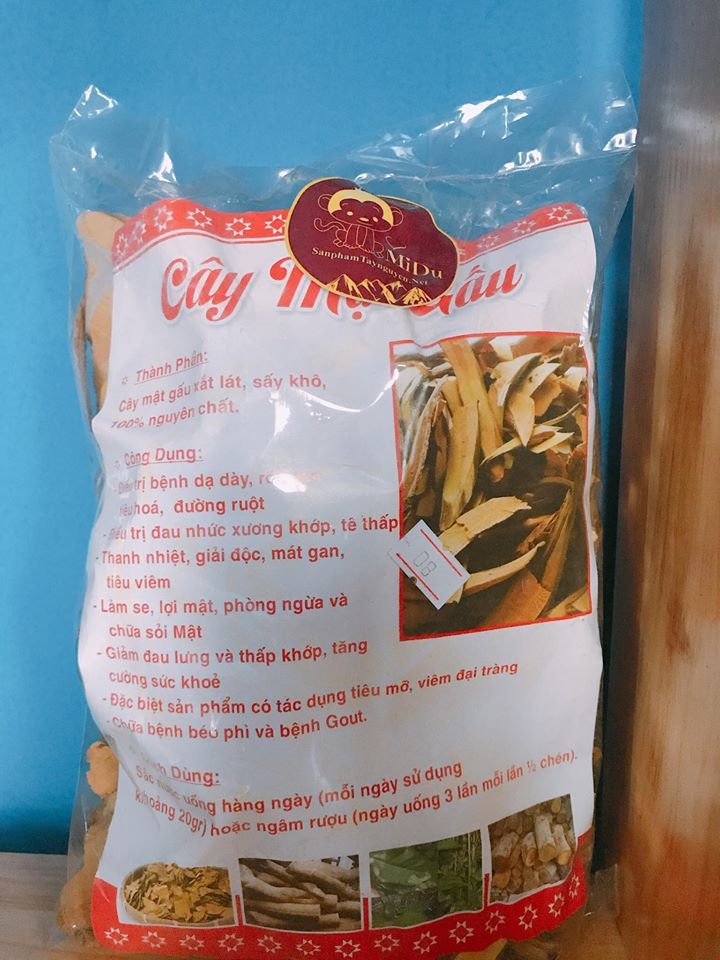 MiDu
SanphamTaynguyen.Net
Cây
Gấu
Thành Phần:
Cây mật gấu xắt lát, sấy khô,
100% nguyên chất.
Công Dụng:
trị bệnh dạ dày,
tiêu hoá, đường ruột
- Điều trị đau nhức xương khớp, tê thấp
- Thanh nhiệt, giải độc, mát gan,
tiêu viêm
- Làm se, lợi mật, phòng ngừa và
chữa sỏi Mật
- Giảm đau lưng và thấp khớp, tăng
cường sức khoẻ
- Đặc biệt sản phẩm có tác dụng tiêu mỡ, viêm đại tràng
- Chữa bệnh béo phì và bệnh Gout.
Dùng:
Sắc nước uống hàng ngày (mỗi ngày sử dụng
khoảng 20gr) hoặc ngâm rượu (ngày uống 3 lần mỗi lần ½ chén).
08